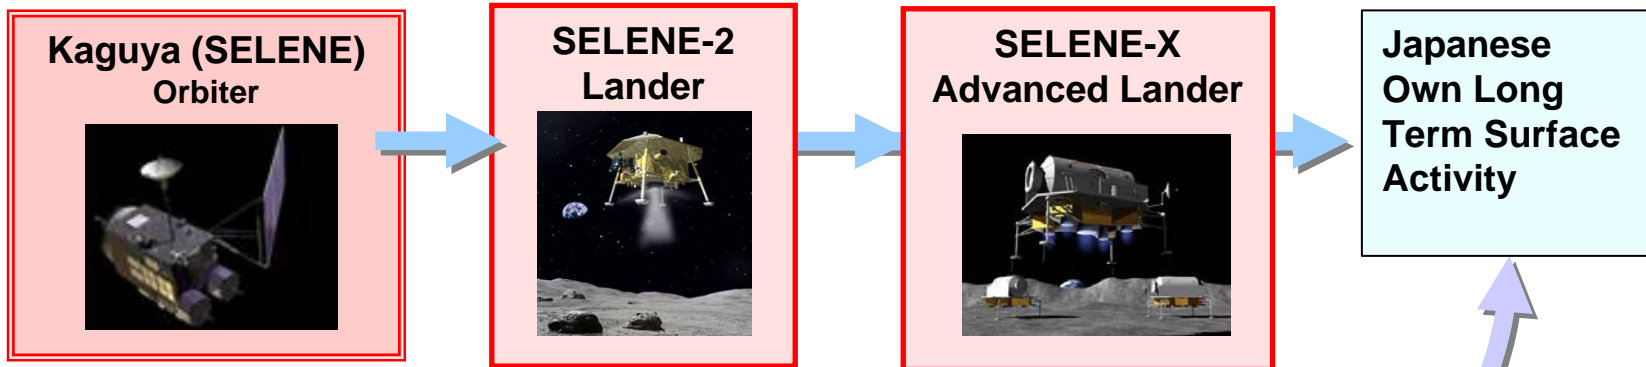 Kaguya (SELENE)
Orbiter
SELENE-2
Lander
SELENE-X
Advanced Lander
Japanese
Own Long
Term Surface
Activity